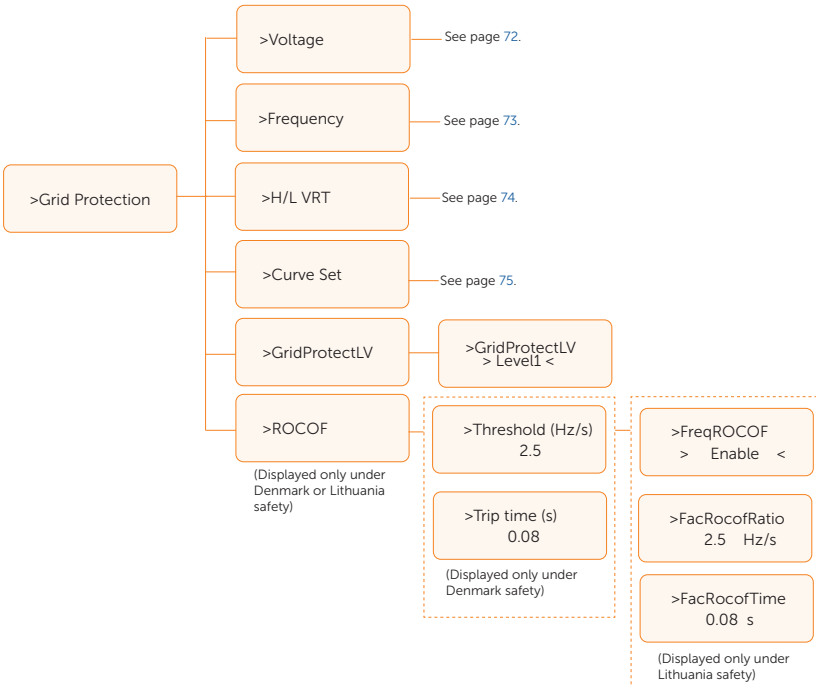 >Grid Protection
>Voltage
See page 72.
>Frequency
See page 73.
>H/L VRT
See page 74.
>Curve Set
See page 75.
>GridProtectLV
>GridProtectLV
> Level1 <
>ROCOF
(Displayed only under
Denmark or Lithuania
safety)
>Threshold (Hz/s)
2.5
>Trip time (s)
0.08
(Displayed only under
Denmark safety)
>FreqROCOF
> Enable <
>FacRocofRatio
2.5 Hz/s
>FacRocofTime
0.08 s
(Displayed only under
Lithuania safety)